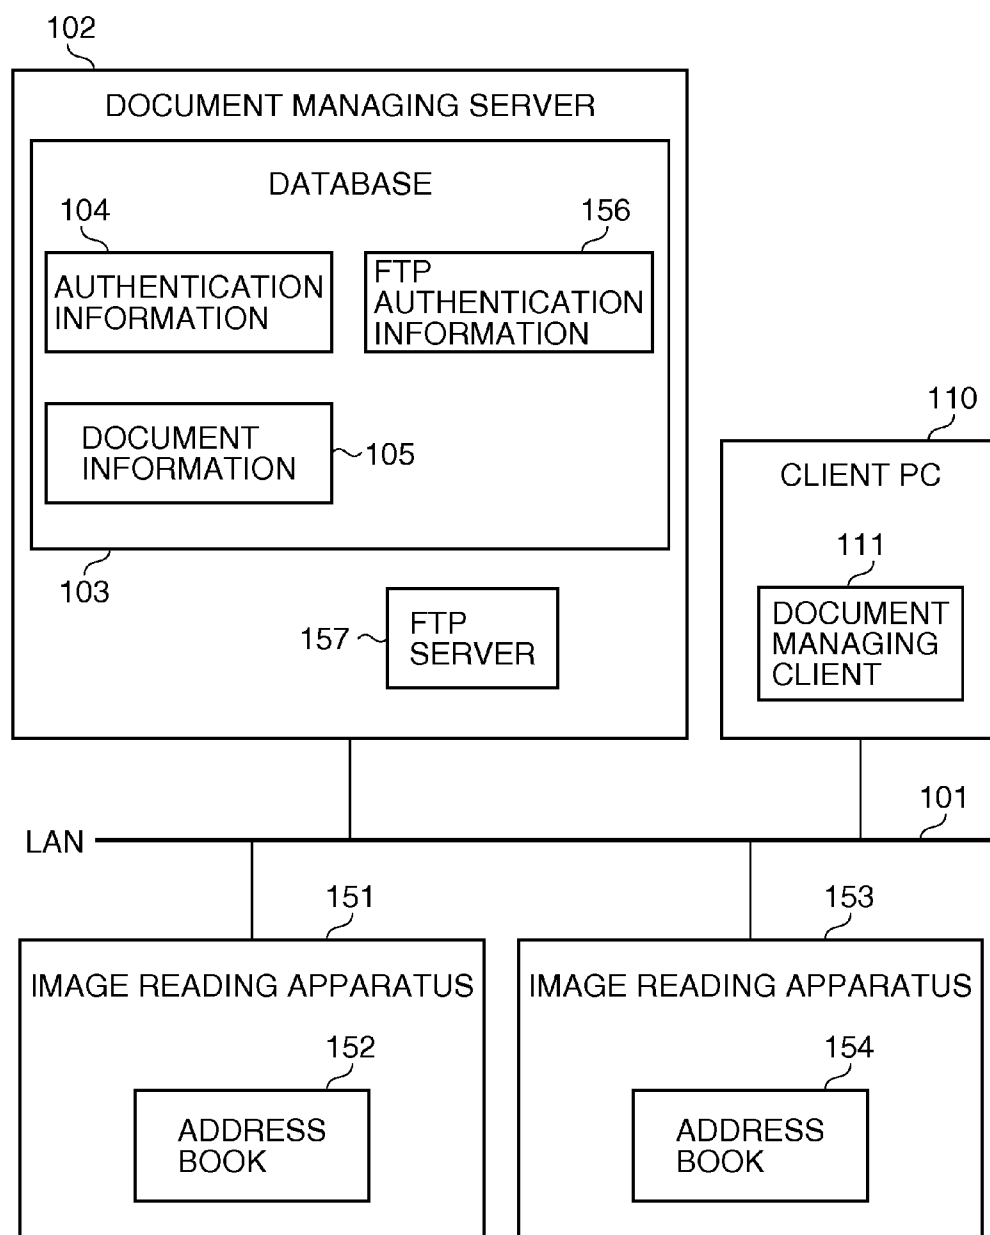 102
DOCUMENT MANAGING SERVER
DATABASE
104
AUTHENTICATION
INFORMATION
156
FTP
AUTHENTICATION
INFORMATION
DOCUMENT
INFORMATION
105
103
157
FTP
SERVER
110
CLIENT PC
111
DOCUMENT
MANAGING
CLIENT
LAN
101
151
IMAGE READING APPARATUS
152
ADDRESS
BOOK
153
IMAGE READING APPARATUS
154
ADDRESS
BOOK